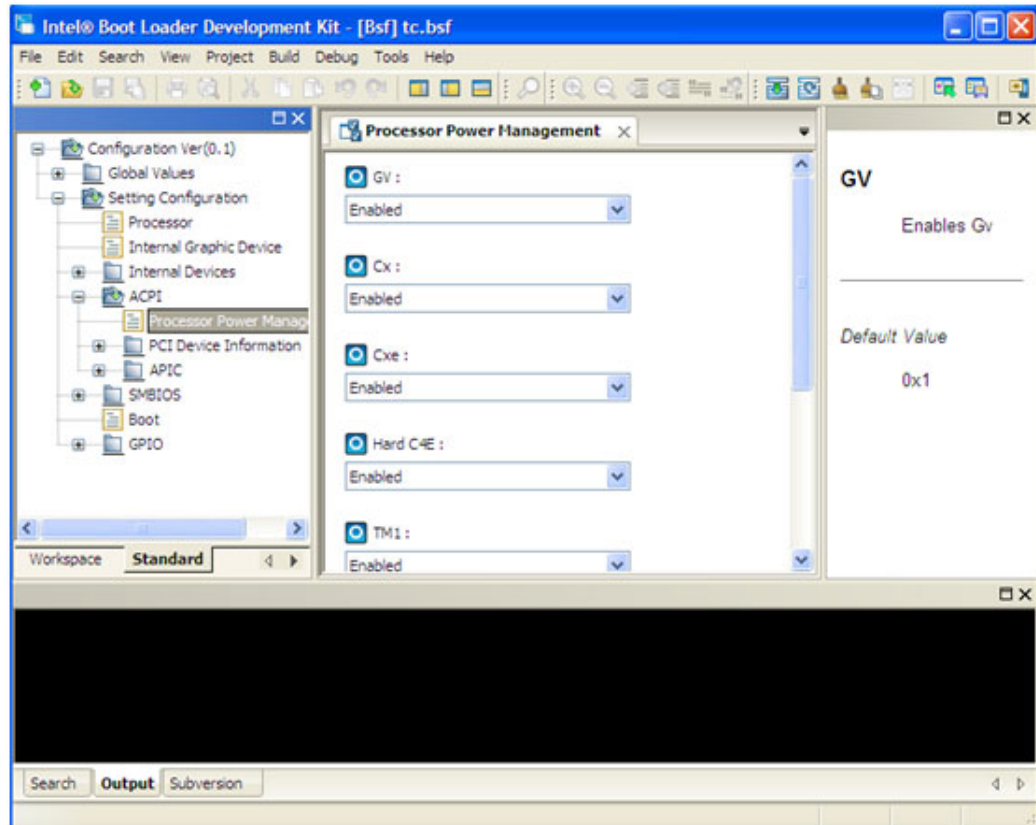 Intel® Boot Loader Development Kit - [Bsf] tc.bsf
File Edit Search View Project Build Debug Tools Help
Configuration Ver(0.1)
Global Values
Setting Configuration
Processor
Internal Graphic Device
Internal Devices
ACPI
Processor Power Manag
PCI Device Information
APIC
SMBIOS
Boot
GPIO
Workspace Standard
Processor Power Management
GV :
Enabled
Cx :
Enabled
Cxe :
Enabled
Hard C4E :
Enabled
TM1 :
Enabled
GV
Enables Gv
Default Value
0x1
Search Output Subversion